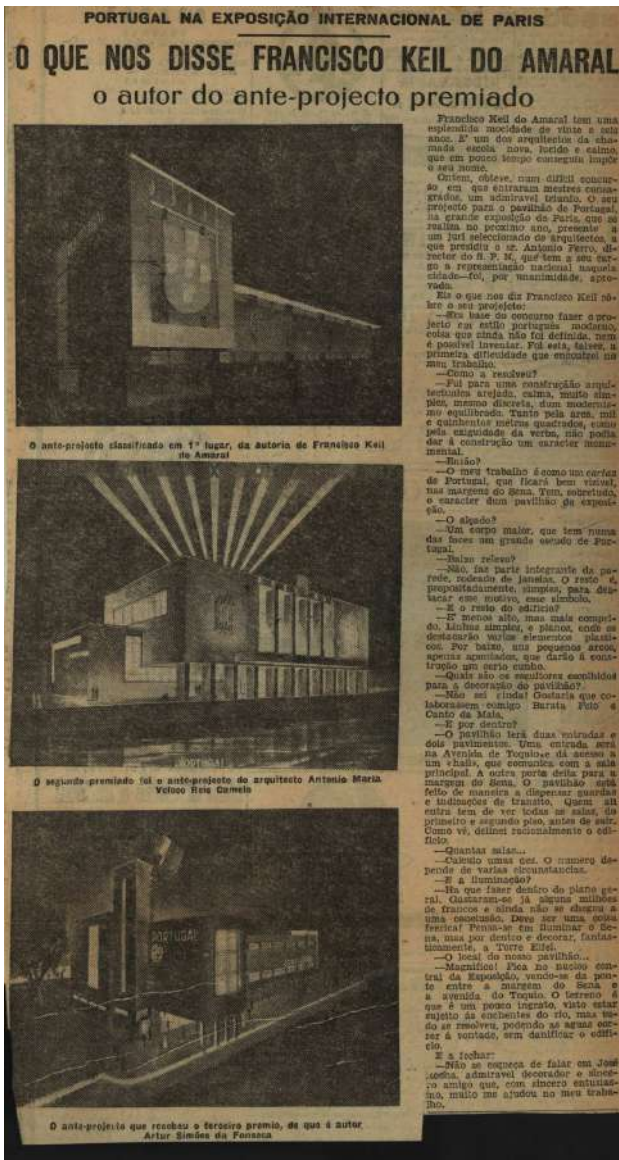 PORTUGAL NA EXPOSIÇÃO INTERNACIONAL DE PARIS
O QUE NOS DISSE FRANCISCO KEIL DO AMARAL
o autor do ante-projecto premiado
O ante-projecto classificado em 1.º lugar, da autoria de Francisco Keil
do Amaral
PORTUGAL
O segundo premiado foi o ante-projecto do arquitecto Antonio Maria
Veloso Reis Camelo
PORTUGAL
O ante-projecto que recebeu o terceiro premio, de que é autor
Artur Simões da Fonseca
Francisco Keil do Amaral tem uma
esplendida mocidade de vinte e seis
anos. E' um dos arquitectos da cha-
mada escola nova, lucido e calmo,
que em pouco tempo conseguiu impôr
o seu nome.
Ontem, obteve, num dificil concur-
so em que entraram mestres consa-
grados, um admiravel triunfo. O seu
projecto para o pavilhão de Portugal,
na grande exposição de Paris, que se
realiza no proximo ano, presente a
um juri seleccionado de arquitectos, a
que presidiu o sr. Antonio Ferro, di-
rector do S. P. N., que tem a seu car-
go a representação nacional naquela
cidade—foi, por unanimidade, apro-
vado.
Eis o que nos diz Francisco Keil sô-
bre o seu projejeto:
—Era base do concurso fazer o pro-
jecto em estilo português moderno,
coisa que ainda não foi definida, nem
é possivel inventar. Foi esta, talvez, a
primeira dificuldade que encontrei no
meu trabalho.
—Como a resolveu?
—Fui para uma construção arqui-
tectonica arejada, calma, muito sim-
ples, mesmo discreta, dum modernis-
mo equilibrado. Tanto pela area, mil
e quinhentos metros quadrados, como
pela exiguidade da verba, não podia
dar á construção um caracter monu-
mental.
—Então?
—O meu trabalho é como um cartaz
de Portugal, que ficará bem vizivel,
nas margens do Sena. Tem, sobretudo,
o caracter dum pavilhão de exposi-
ção.
—O alçado?
—Um corpo maior, que tem numa
das faces um grande escudo de Por-
tugal.
—Baixo relevo?
—Não, faz parte integrante da pa-
rede, rodeado de janelas. O resto é,
propositadamente, simples, para des-
tacar esse motivo, esse simbolo.
—E o resto do edificio?
—E' menos alto, mas mais compri-
do. Linhas simples, e planos, onde se
destacarão varios elementos plasti-
cos. Por baixo, uns pequenos arcos,
apenas apontados, que darão á cons-
trução um certo cunho.
—Quais são os escultores escolhidos
para a decoração do pavilhão?
—Não sei ainda! Gostaria que co-
laborassem comigo Barata Feio e
Canto da Maia.
—E por dentro?
—O pavilhão terá duas entradas e
dois pavimentos. Uma entrada será
na Avenida de Toquio e dá acesso a
um «hall», que comunica com a sala
principal. A outra porta deita para a
margem do Sena. O pavilhão está
feito de maneira a dispensar guardas
e indicações de transito. Quem ali
entra tem de ver todas as salas, do
primeiro e segundo piso, antes de sair.
Como vê, delinei racionalmente o edi-
ficio.
—Quantas salas...
—Calculo umas dez. O numero de-
pende de varias circunstancias.
—E a iluminação?
—Ha que fazer dentro do plano ge-
ral. Gastaram-se já alguns milhões
de francos e ainda não se chegou a
uma conclusão. Deve ser uma coisa
feerica! Pensa-se em iluminar o Se-
na, mas por dentro e decorar, fantas-
ticamente, a Torre Eifel.
—O local do nosso pavilhão...
—Magnifico! Fica no nucleo cen-
tral da Exposição, vendo-se da pon-
te entre a margem do Sena e
a avenida do Toquio. O terreno é
que é um pouco ingrato, visto estar
sujeito ás enchentes do rio, mas tu-
do se resolveu, podendo as aguas cor-
rer á vontade, sem danificar o edifi-
cio.
E a fechar:
—Não se esqueça de falar em José
Rocha, admiravel decorador e since-
ro amigo que, com sincero entusias-
mo, muito me ajudou no meu traba-
lho.